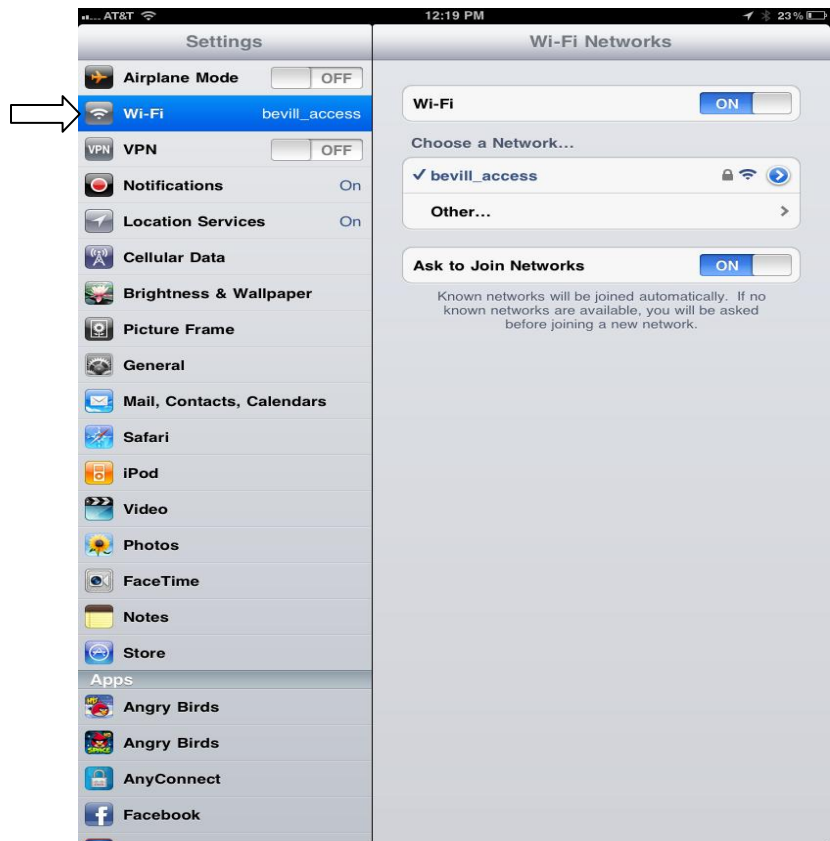 AT&T 12:19 PM 23%
Settings
Airplane Mode OFF
Wi-Fi bevill_access
VPN VPN OFF
Notifications On
Location Services On
Cellular Data
Brightness & Wallpaper
Picture Frame
General
Mail, Contacts, Calendars
Safari
iPod
Video
Photos
FaceTime
Notes
Store
Apps
Angry Birds
SPACE Angry Birds
AnyConnect
f Facebook
Wi-Fi Networks
Wi-Fi ON
Choose a Network...
bevill_access
Other...
Ask to Join Networks ON
Known networks will be joined automatically. If no
known networks are available, you will be asked
before joining a new network.